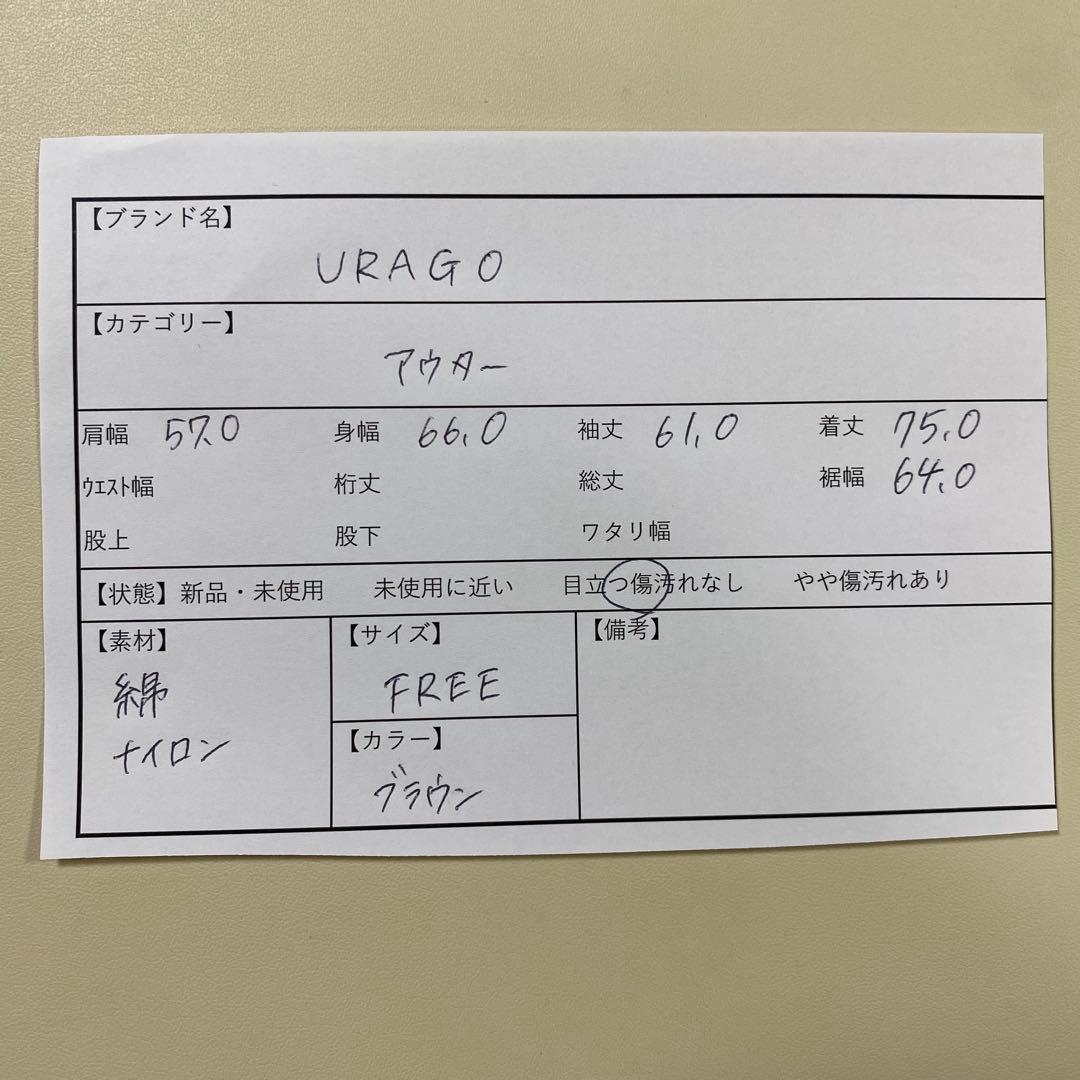 【ブランド名】
URAGO
【カテゴリー】
アウター
肩幅 57.0 身幅 66.0 袖丈 61.0 着丈 75.0
ウエスト幅 裄丈 総丈 裾幅 64.0
股上 股下 ワタリ幅
【状態】新品・未使用 未使用に近い 目立つ傷汚れなし やや傷汚れあり
【素材】
綿
ナイロン
【サイズ】
FREE
【カラー】
ブラウン
【備考】